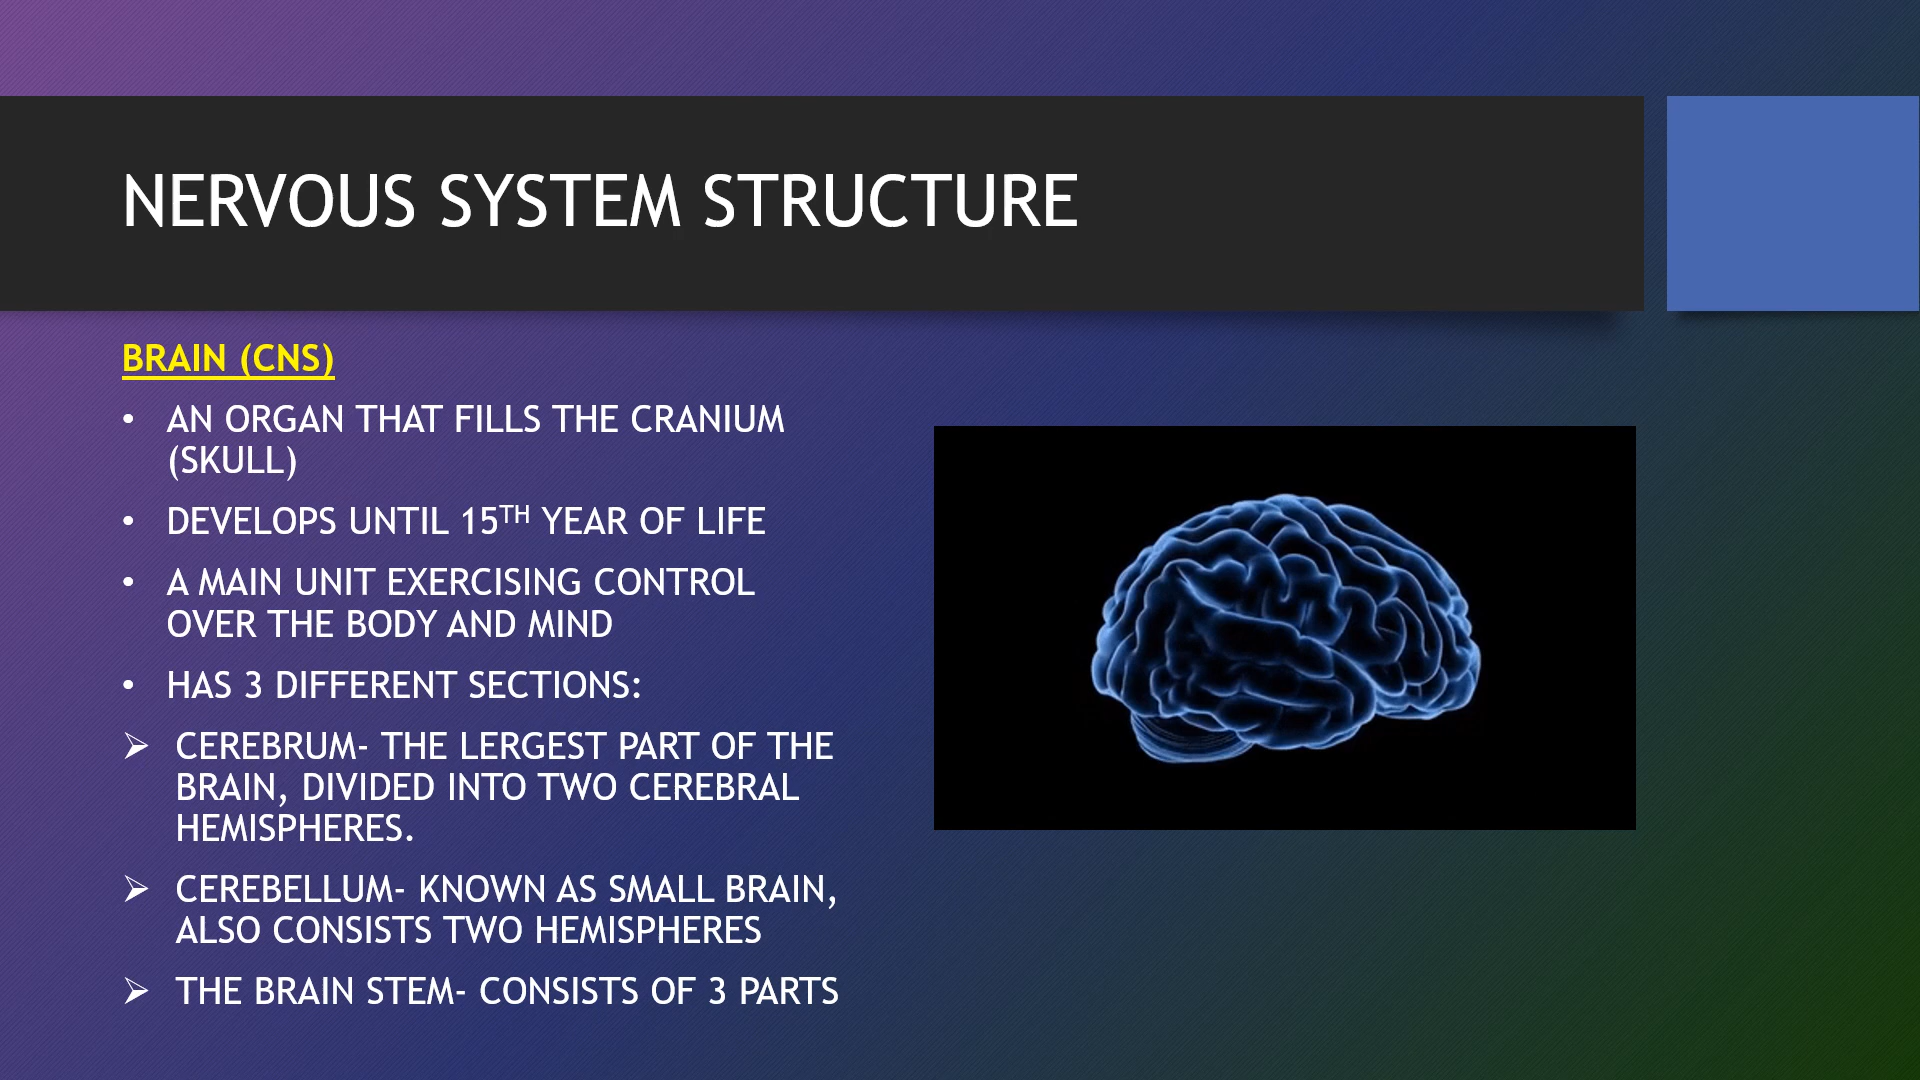 NERVOUS SYSTEM STRUCTURE
BRAIN (CNS)
• AN ORGAN THAT FILLS THE CRANIUM
(SKULL)
• DEVELOPS UNTIL 15TH YEAR OF LIFE
• A MAIN UNIT EXERCISING CONTROL
OVER THE BODY AND MIND
• HAS 3 DIFFERENT SECTIONS:
➢ CEREBRUM- THE LERGEST PART OF THE
BRAIN, DIVIDED INTO TWO CEREBRAL
HEMISPHERES.
➢ CEREBELLUM- KNOWN AS SMALL BRAIN,
ALSO CONSISTS TWO HEMISPHERES
➢ THE BRAIN STEM- CONSISTS OF 3 PARTS